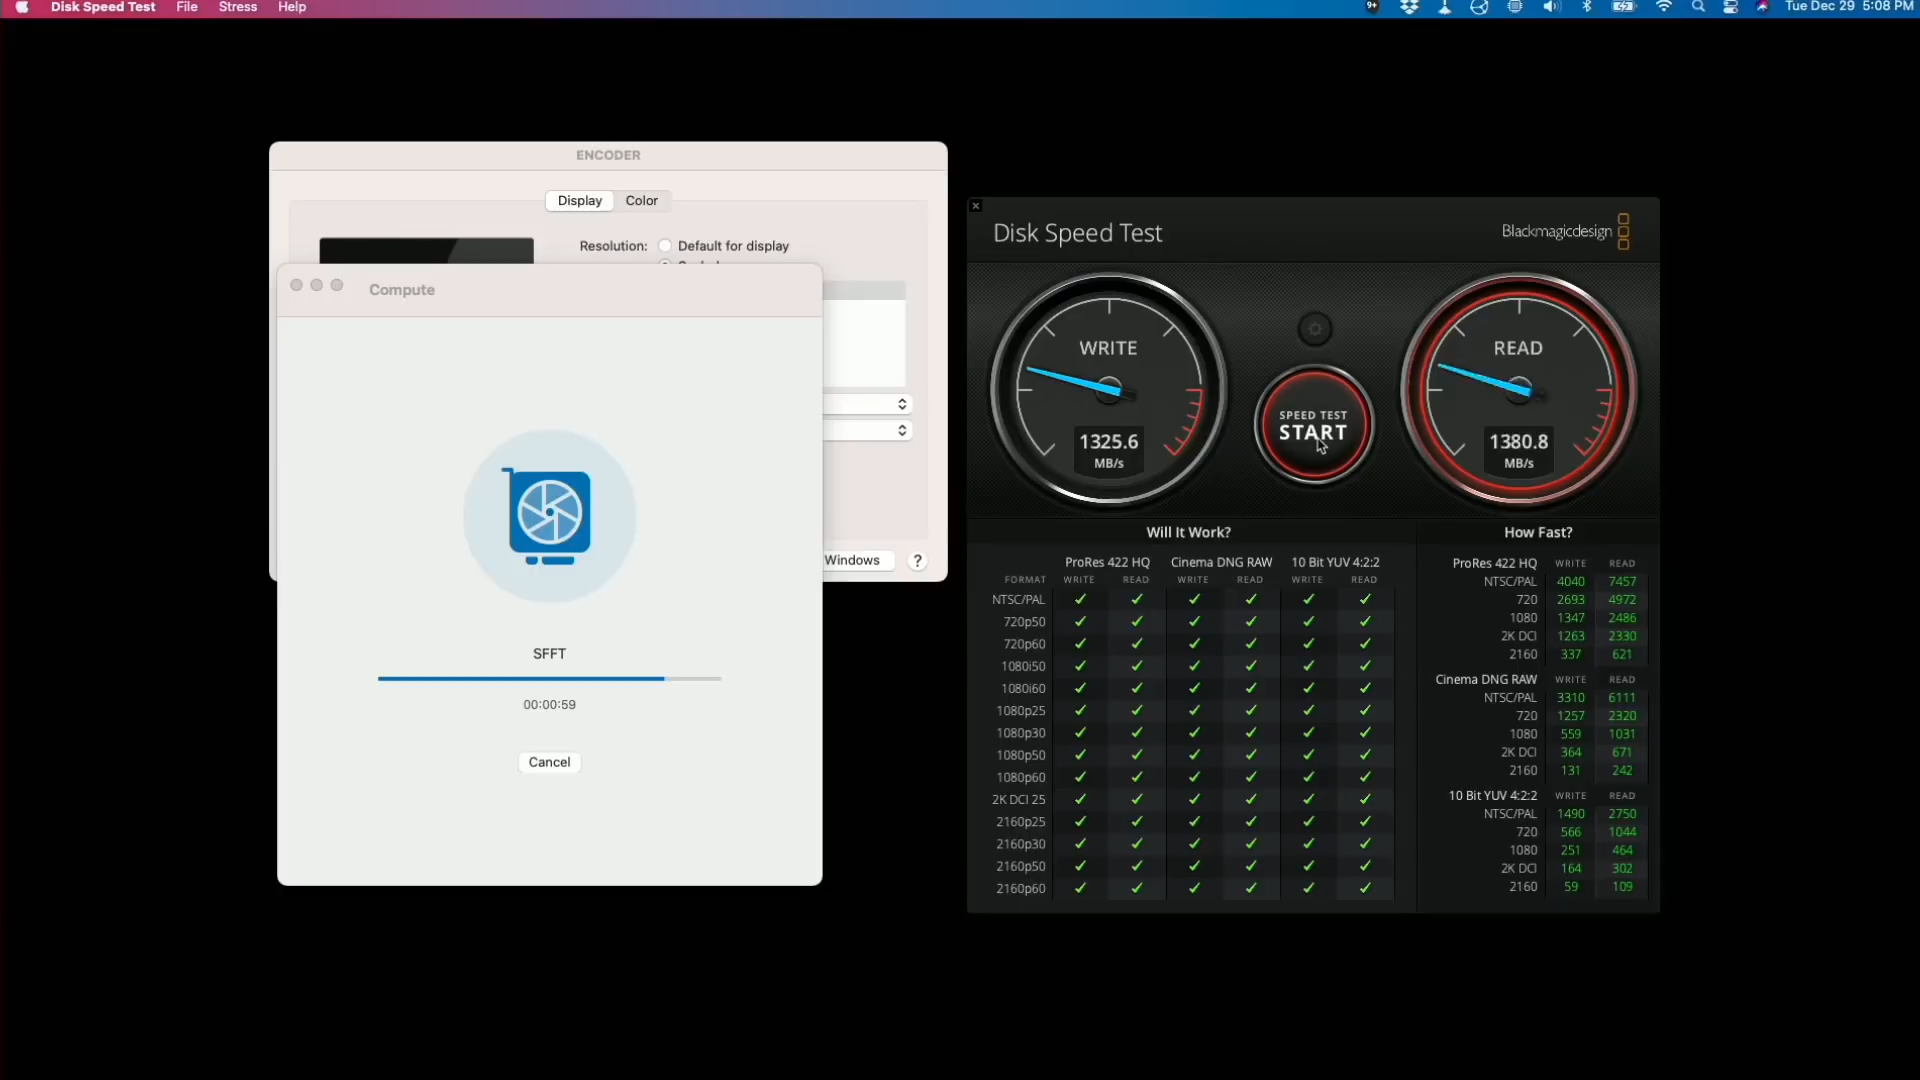 Disk Speed Test File Stress Help
9+
Tue Dec 29 5:08 PM
ENCODER
Display Color
Resolution: Default for display
Windows ?
Compute
SFFT
00:00:59
Cancel
Disk Speed Test
Blackmagicdesign
WRITE
1325.6
MB/s
SPEED TEST
START
READ
1380.8
MB/s
Will It Work?
ProRes 422 HQ Cinema DNG RAW 10 Bit YUV 4:2:2
FORMAT WRITE READ WRITE READ WRITE READ
NTSC/PAL ✓ ✓ ✓ ✓ ✓ ✓
720p50 ✓ ✓ ✓ ✓ ✓ ✓
720p60 ✓ ✓ ✓ ✓ ✓ ✓
1080i50 ✓ ✓ ✓ ✓ ✓ ✓
1080i60 ✓ ✓ ✓ ✓ ✓ ✓
1080p25 ✓ ✓ ✓ ✓ ✓ ✓
1080p30 ✓ ✓ ✓ ✓ ✓ ✓
1080p50 ✓ ✓ ✓ ✓ ✓ ✓
1080p60 ✓ ✓ ✓ ✓ ✓ ✓
2K DCI 25 ✓ ✓ ✓ ✓ ✓ ✓
2160p25 ✓ ✓ ✓ ✓ ✓ ✓
2160p30 ✓ ✓ ✓ ✓ ✓ ✓
2160p50 ✓ ✓ ✓ ✓ ✓ ✓
2160p60 ✓ ✓ ✓ ✓ ✓ ✓
How Fast?
ProRes 422 HQ WRITE READ
NTSC/PAL 4040 7457
720 2693 4972
1080 1347 2486
2K DCI 1263 2330
2160 337 621
Cinema DNG RAW WRITE READ
NTSC/PAL 3310 6111
720 1257 2320
1080 559 1031
2K DCI 364 671
2160 131 242
10 Bit YUV 4:2:2 WRITE READ
NTSC/PAL 1490 2750
720 566 1044
1080 251 464
2K DCI 164 302
2160 59 109